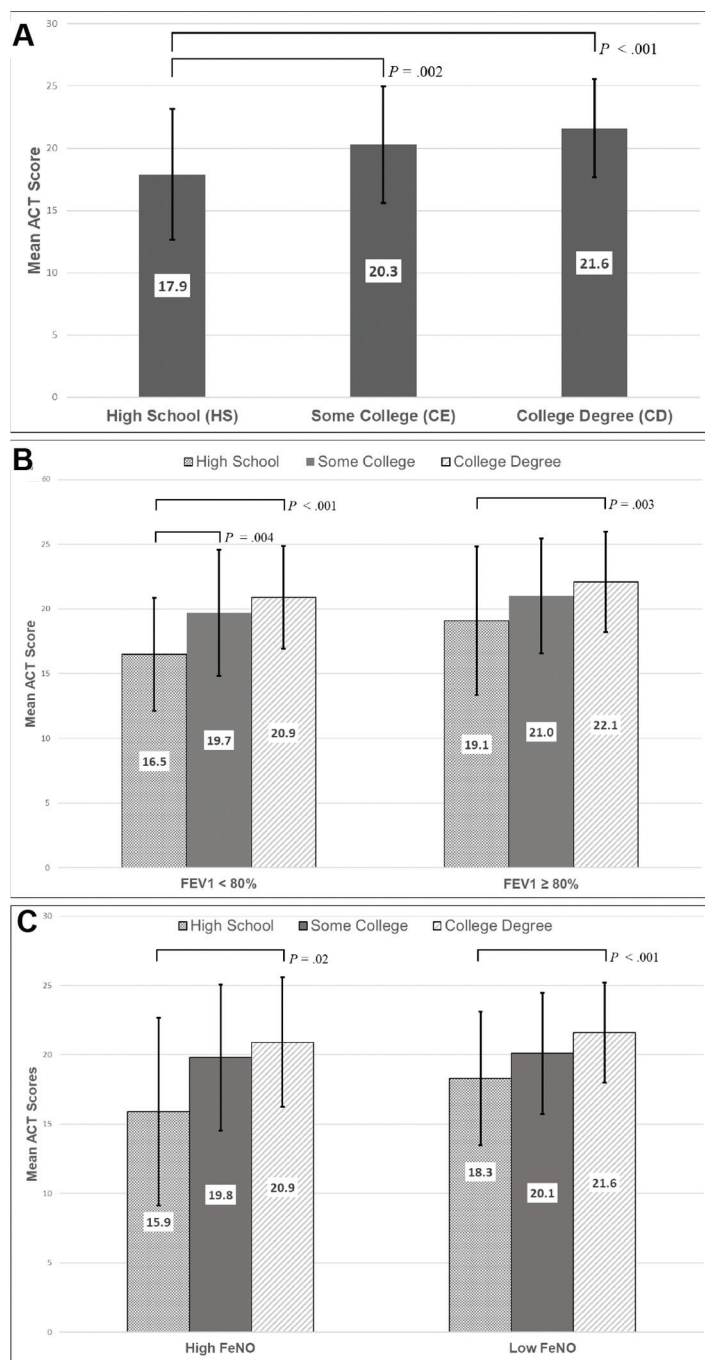 A
30
25
20
15
10
5
0
Mean ACT Score
P = .002
P < .001
17.9
20.3
21.6
High School (HS) Some College (CE) College Degree (CD)
B
High School Some College College Degree
60
25
20
15
10
5
0
Mean ACT Score
P < .001
P = .004
P = .003
16.5
19.7
20.9
19.1
21.0
22.1
FEV1 < 80% FEV1 ≥ 80%
C
High School Some College College Degree
30
25
20
15
10
5
0
Mean ACT Scores
P = .02
P < .001
15.9
19.8
20.9
18.3
20.1
21.6
High FeNO Low FeNO